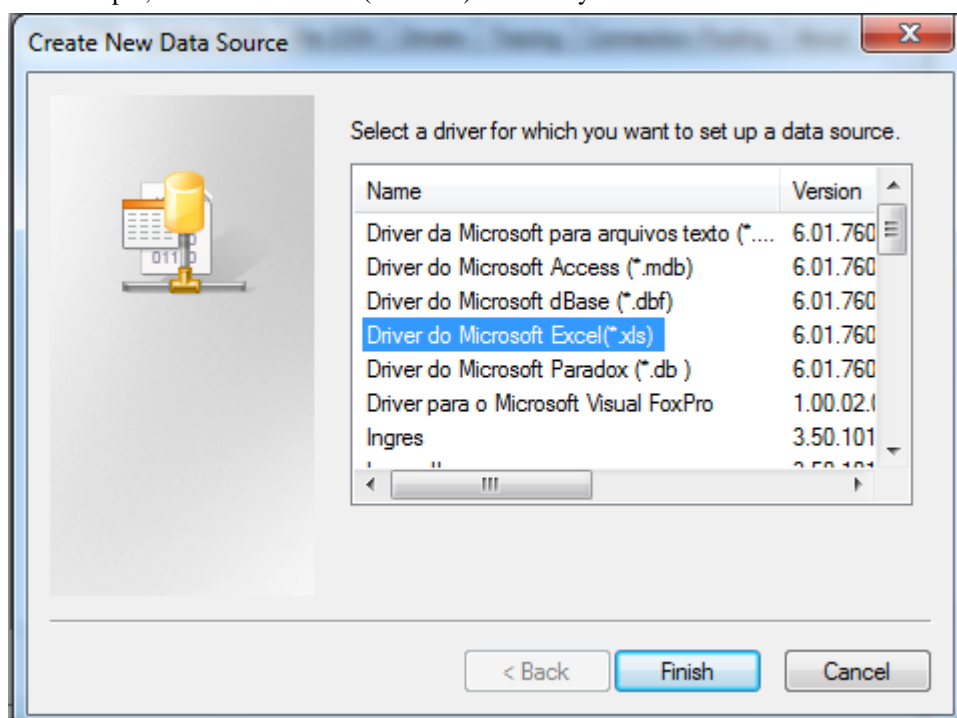 Create New Data Source
Select a driver for which you want to set up a data source.
Name Version
Driver da Microsoft para arquivos texto (*.... 6.01.760
Driver do Microsoft Access (*.mdb) 6.01.760
Driver do Microsoft dBase (*.dbf) 6.01.760
Driver do Microsoft Excel(*.xls) 6.01.760
Driver do Microsoft Paradox (*.db ) 6.01.760
Driver para o Microsoft Visual FoxPro 1.00.02.
Ingres 3.50.101
011
< Back Finish Cancel